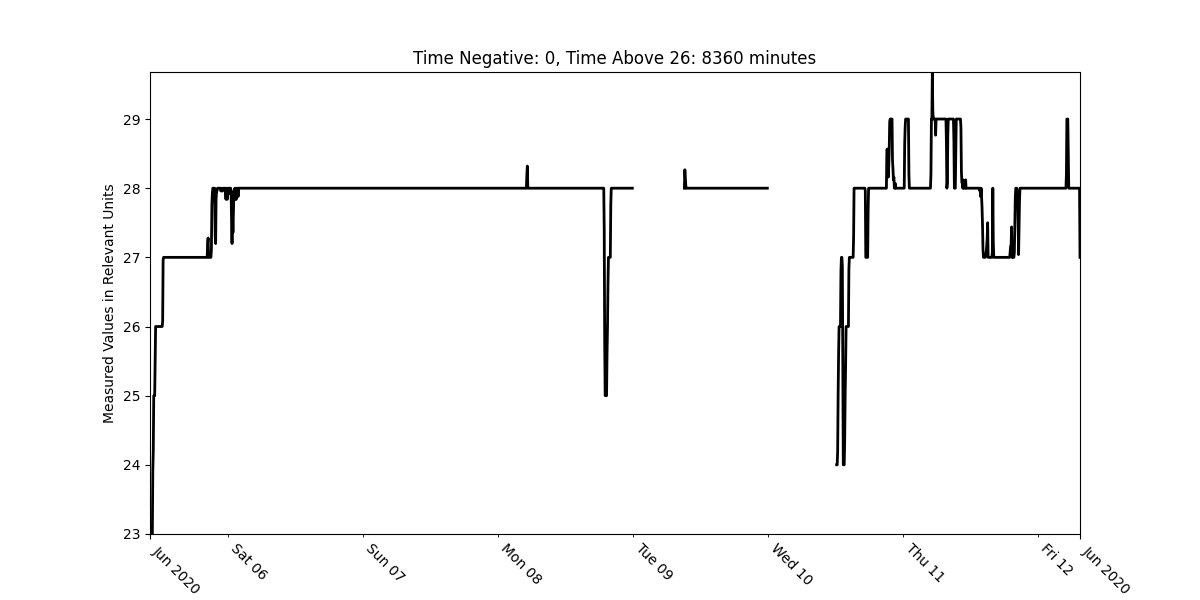 Time Negative: 0, Time Above 26: 8360 minutes
Measured Values in Relevant Units
29
28
27
26
25
24
23
Jun 2020
Sat 06
Sun 07
Mon 08
Tue 09
Wed 10
Thu 11
Fri 12
Jun 2020